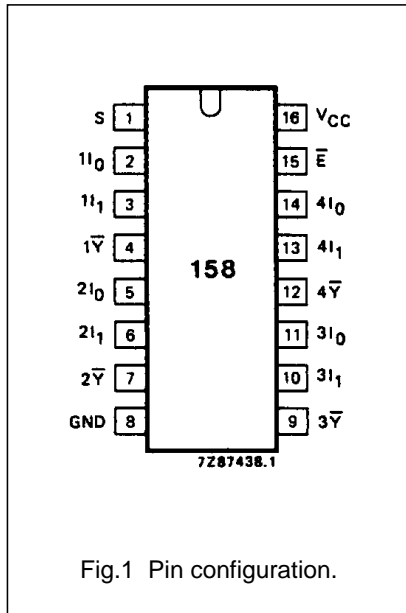 S 1 16 VCC
1I0 2 15 E̅
1I1 3 14 4I0
1Y̅ 4 13 4I1
158
2I0 5 12 4Y̅
2I1 6 11 3I0
2Y̅ 7 10 3I1
GND 8 9 3Y̅
7Z87438.1
Fig.1 Pin configuration.